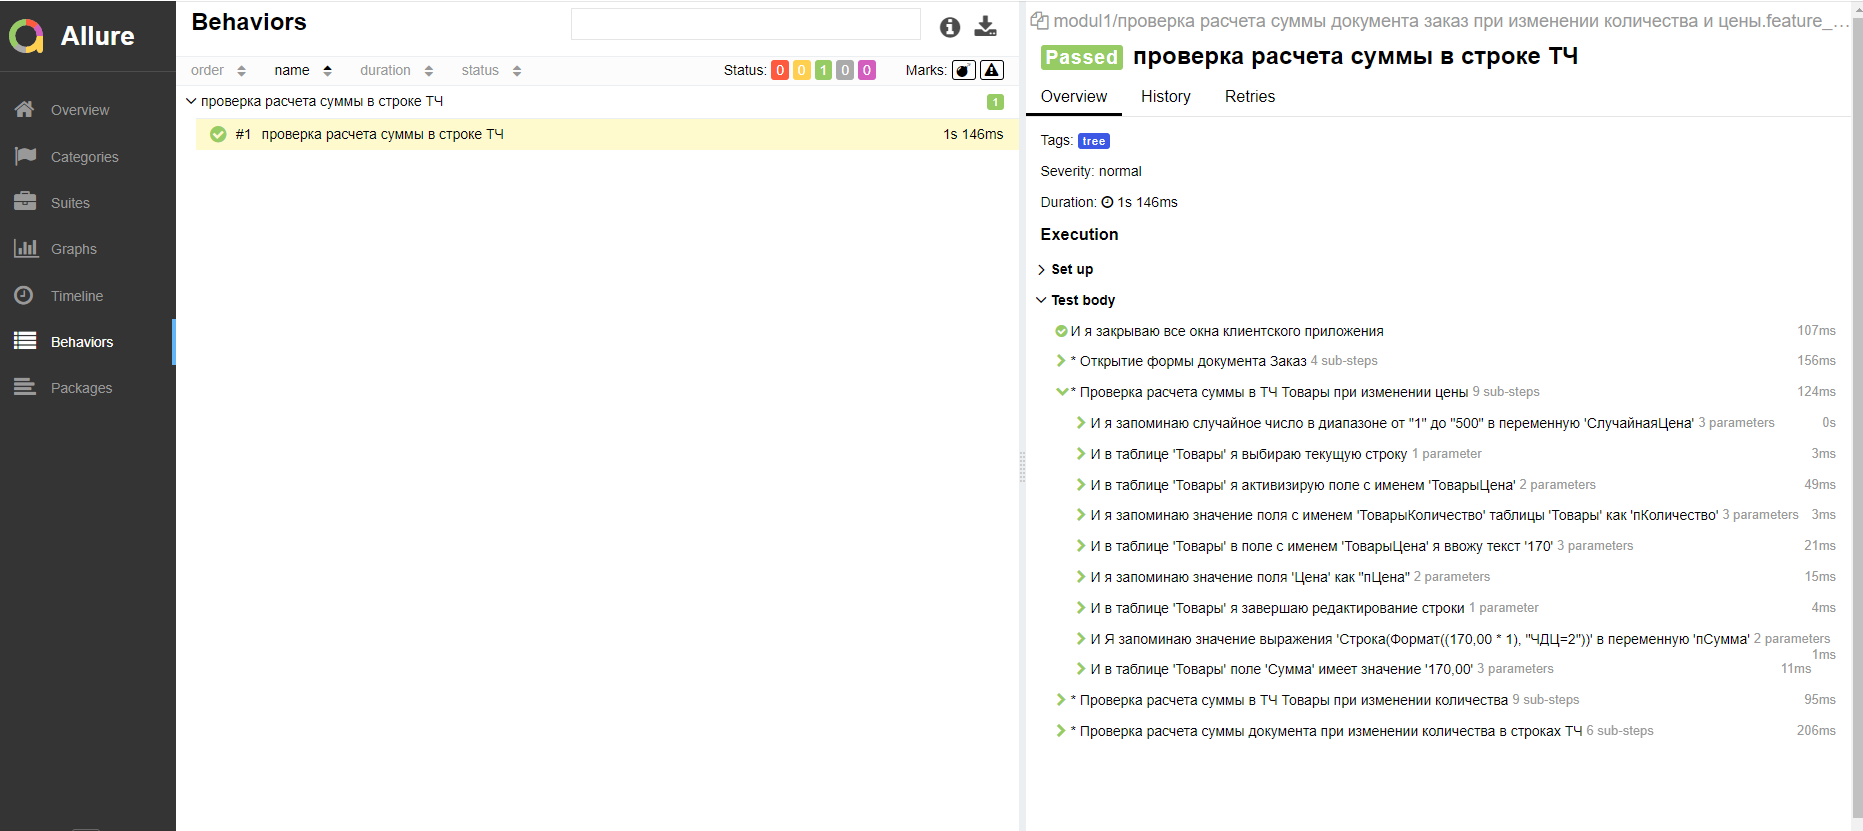 Allure
Overview
Categories
Suites
Graphs
Timeline
Behaviors
Packages
Behaviors
order name duration status Status: 0 0 1 0 0 Marks:
проверка расчета суммы в строке ТЧ 1
#1 проверка расчета суммы в строке ТЧ 1s 146ms
modul1/проверка расчета суммы документа заказ при изменении количества и цены.feature_...
Passed проверка расчета суммы в строке ТЧ
Overview History Retries
Tags: tree
Severity: normal
Duration: 1s 146ms
Execution
Set up
Test body
И я закрываю все окна клиентского приложения 107ms
* Открытие формы документа Заказ 4 sub-steps 156ms
* Проверка расчета суммы в ТЧ Товары при изменении цены 9 sub-steps 124ms
И я запоминаю случайное число в диапазоне от "1" до "500" в переменную 'СлучайнаяЦена' 3 parameters 0s
И в таблице 'Товары' я выбираю текущую строку 1 parameter 3ms
И в таблице 'Товары' я активизирую поле с именем 'ТоварыЦена' 2 parameters 49ms
И я запоминаю значение поля с именем 'ТоварыКоличество' таблицы 'Товары' как 'пКоличество' 3 parameters 3ms
И в таблице 'Товары' в поле с именем 'ТоварыЦена' я ввожу текст '170' 3 parameters 21ms
И я запоминаю значение поля 'Цена' как "пЦена" 2 parameters 15ms
И в таблице 'Товары' я завершаю редактирование строки 1 parameter 4ms
И Я запоминаю значение выражения 'Строка(Формат((170,00 * 1), "ЧДЦ=2"))' в переменную 'пСумма' 2 parameters
1ms
И в таблице 'Товары' поле 'Сумма' имеет значение '170,00' 3 parameters 11ms
* Проверка расчета суммы в ТЧ Товары при изменении количества 9 sub-steps 95ms
* Проверка расчета суммы документа при изменении количества в строках ТЧ 6 sub-steps 206ms